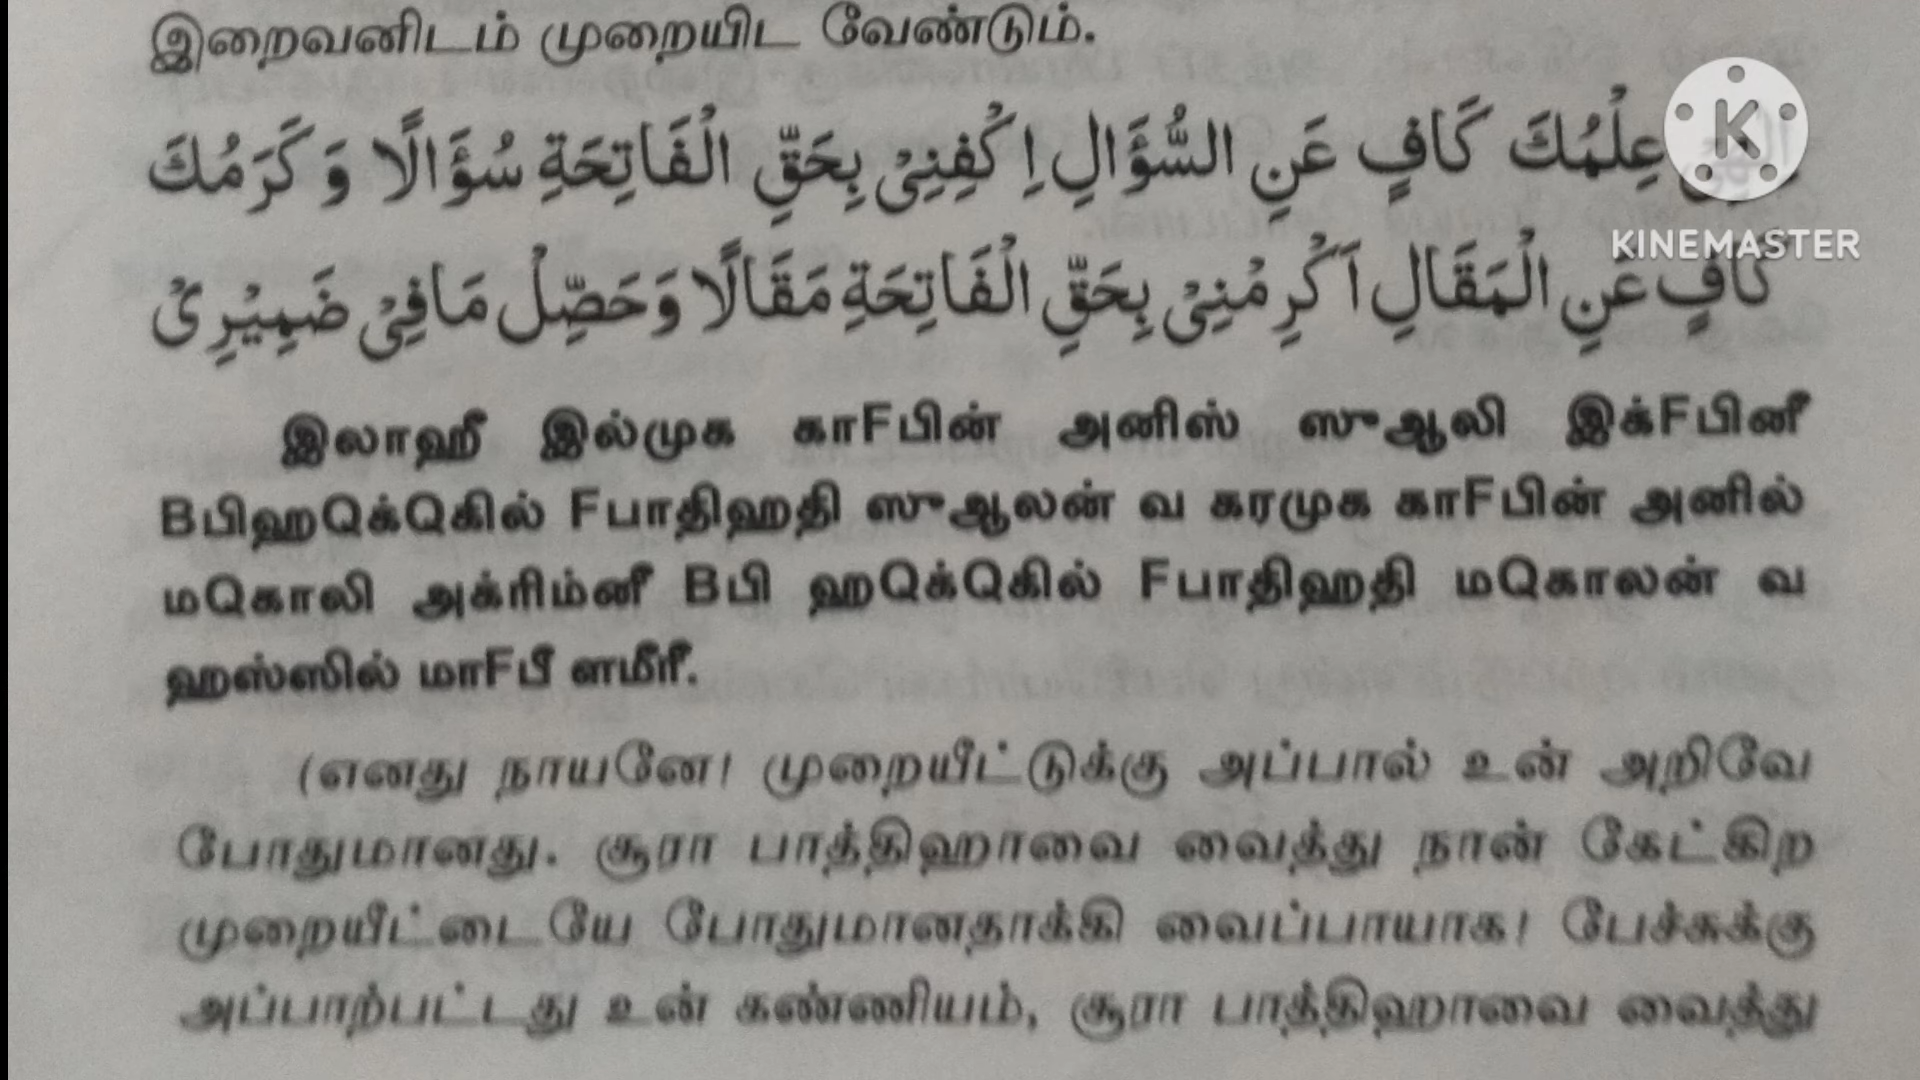 இறைவனிடம் முறையிட வேண்டும்.
عِلْمُكَ كَافٍ عَنِ السُّؤَالِ اِكْفِنِيْ بِحَقِّ الْفَاتِحَةِ سُؤَالًا وَ كَرَمُكَ
KINEMASTER
كَافٍ عَنِ الْمَقَالِ اَكْرِمْنِيْ بِحَقِّ الْفَاتِحَةِ مَقَالًا وَحَصِّلْ مَافِيْ ضَمِيْرِيْ
இலாஹீ இல்முக காFபின் அனிஸ் ஸுஆலி இக்Fபினீ
BபிஹQக்Qகில் Fபாதிஹதி ஸுஆலன் வ கரமுக காFபின் அனில்
மQகாலி அக்ரிம்னீ Bபி ஹQக்Qகில் Fபாதிஹதி மQகாலன் வ
ஹஸ்ஸில் மாFபீ ளமீரீ.
(எனது நாயனே! முறையீட்டுக்கு அப்பால் உன் அறிவே
போதுமானது. சூரா பாத்திஹாவை வைத்து நான் கேட்கிற
முறையீட்டையே போதுமானதாக்கி வைப்பாயாக! பேச்சுக்கு
அப்பாற்பட்டது உன் கண்ணியம், சூரா பாத்திஹாவை வைத்து